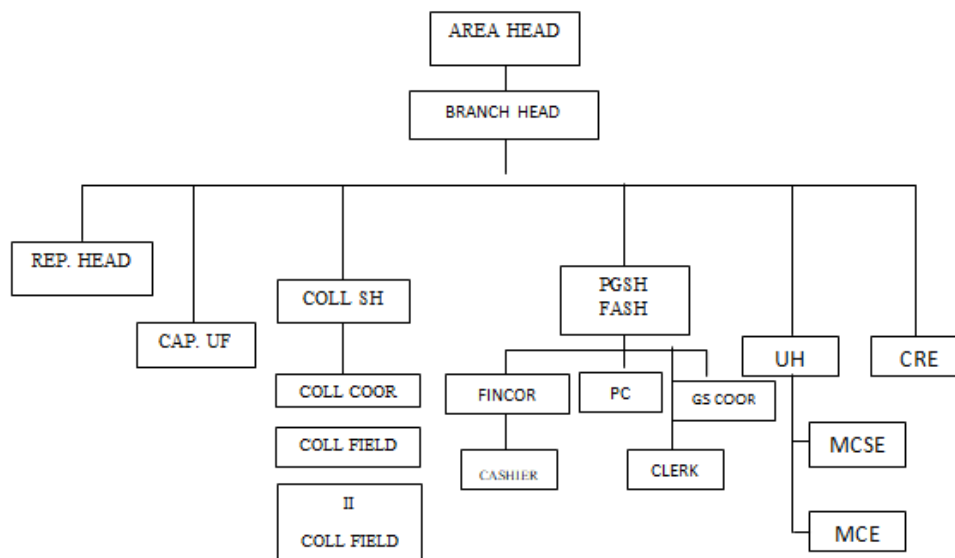 AREA HEAD
BRANCH HEAD
REP. HEAD
CAP. UF
COLL SH
PGSH
FASH
UH
CRE
COLL COOR
FINCOR
PC
GS COOR
COLL FIELD
CASHIER
CLERK
MCSE
II
COLL FIELD
MCE